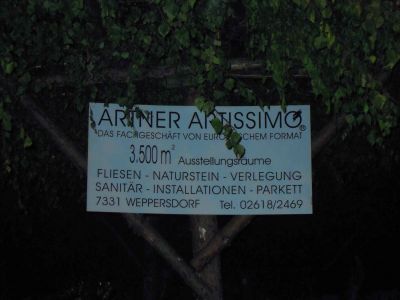 ARTNER ARTISSIMO®
DAS FACHGESCHÄFT VON EUROPÄISCHEM FORMAT
3.500 m² Ausstellungsräume
FLIESEN - NATURSTEIN - VERLEGUNG
SANITÄR - INSTALLATIONEN - PARKETT
7331 WEPPERSDORF Tel. 02618/2469